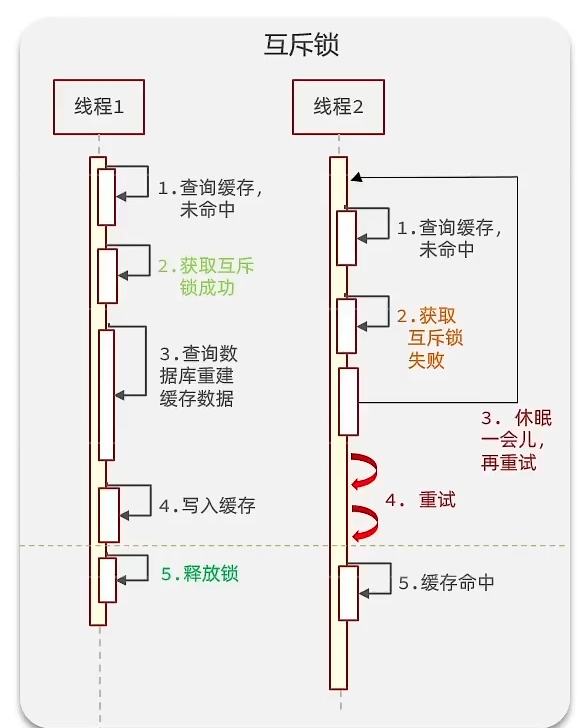 互斥锁
线程1
线程2
1.查询缓存，
未命中
2.获取互斥
锁成功
3.查询数
据库重建
缓存数据
4.写入缓存
5.释放锁
1.查询缓存，
未命中
2.获取
互斥锁
失败
3. 休眠
一会儿，
再重试
4. 重试
5.缓存命中